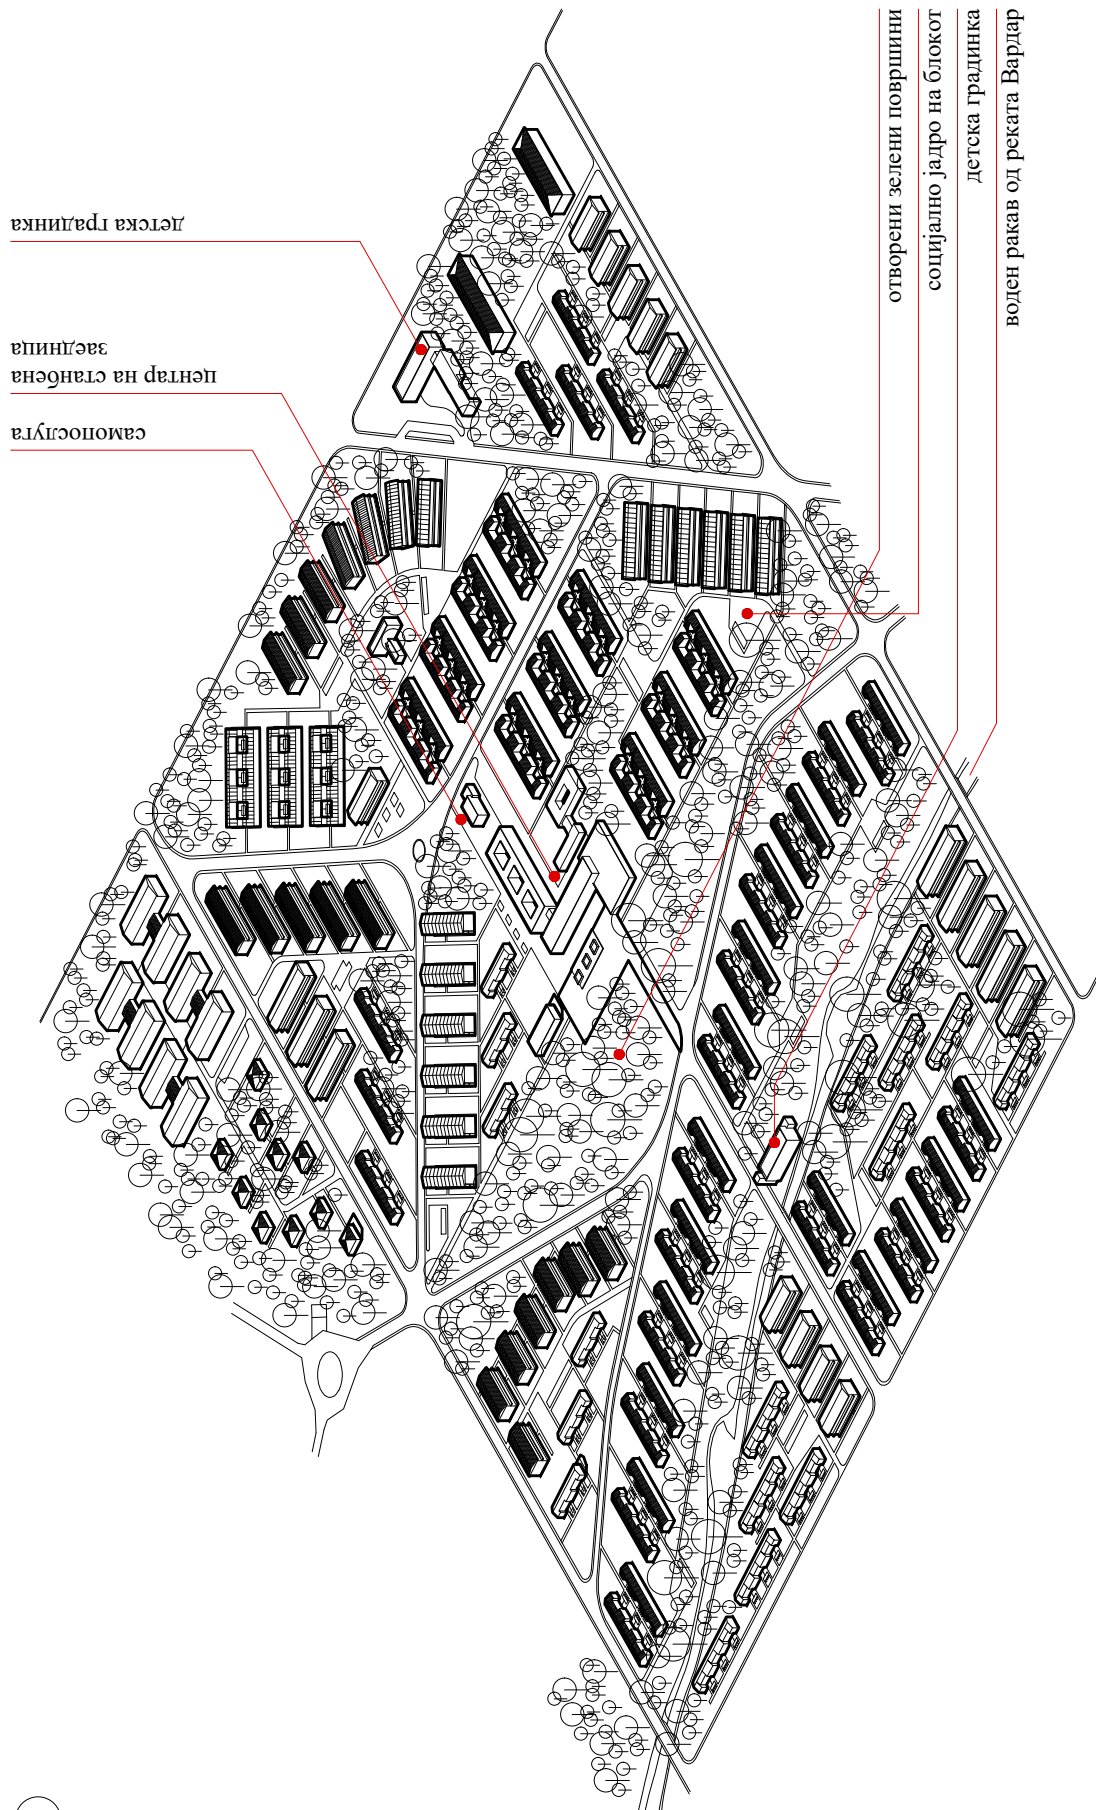 детска градинка
центар на станбена
заедница
самопослуга
отворени зелени површини
социјално јадро на блокот
детска градинка
воден ракав од реката Вардар